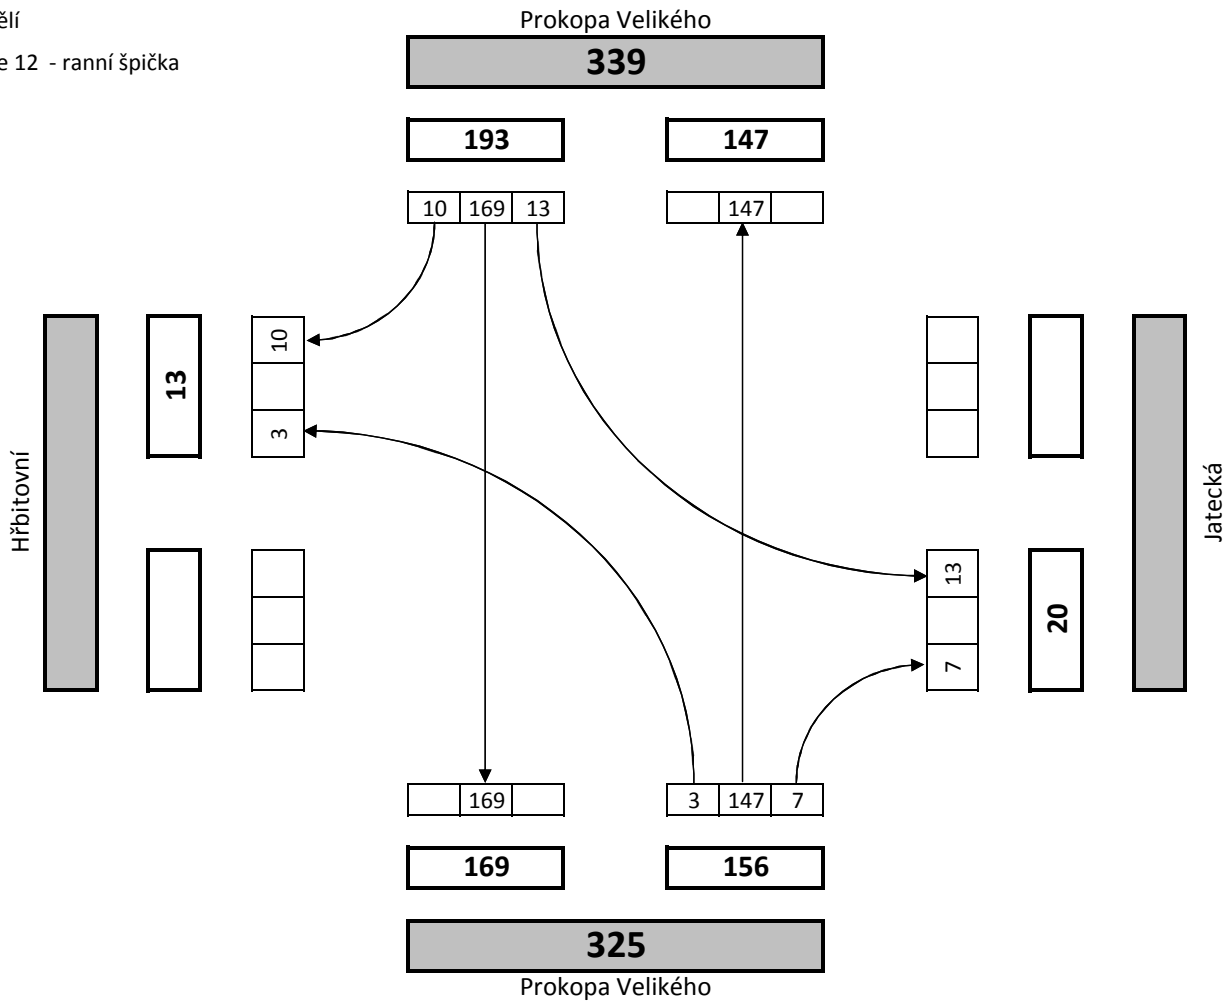 ělí
Prokopa Velikého
e 12 - ranní špička
339
193 147
10 169 13 147
10
13
3
Hřbitovní
Jatecká
13
20
7
169 3 147 7
169 156
325
Prokopa Velikého